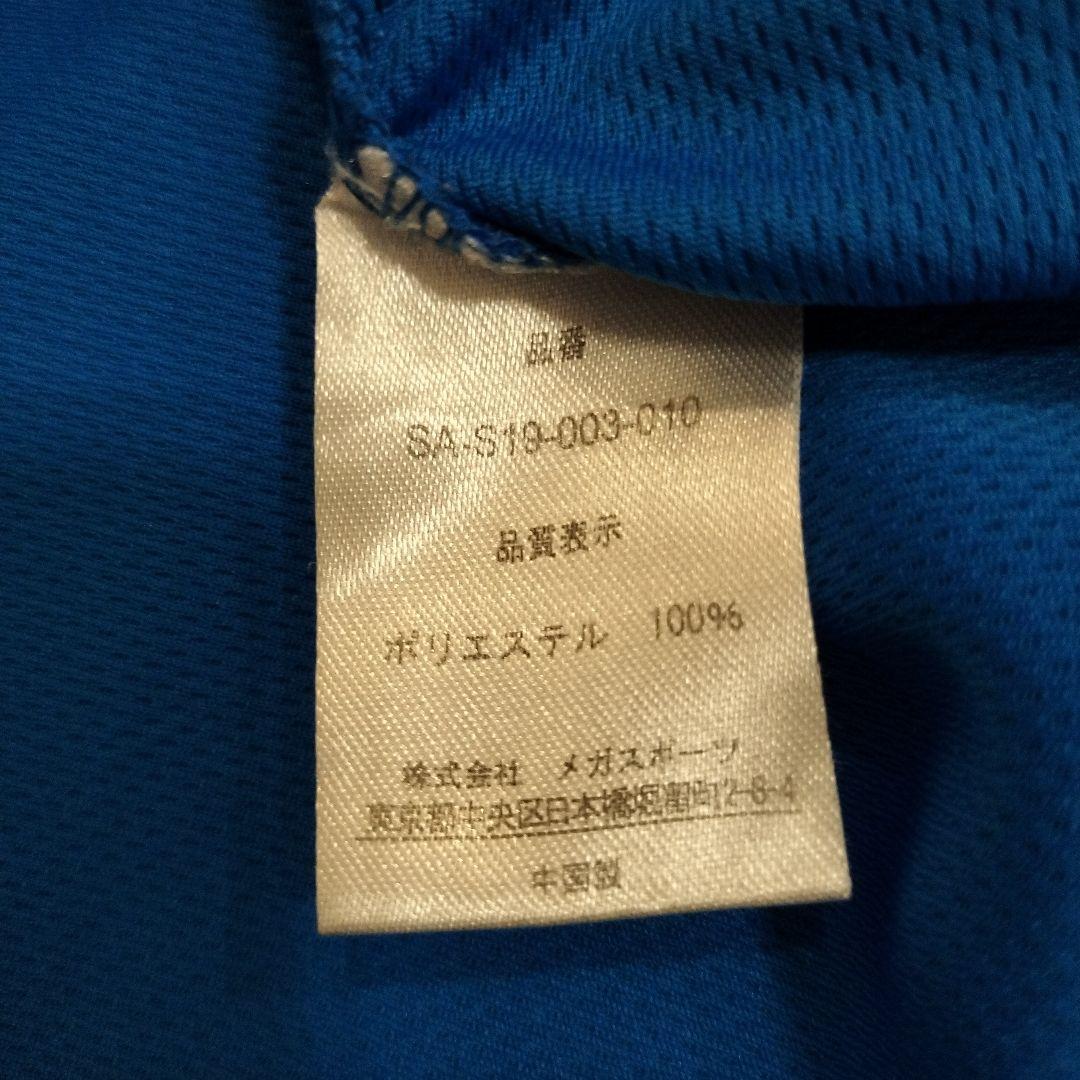 品番
SA-S19-003-010
品質表示
ポリエステル 100%
株式会社 メガスポーツ
東京都中央区日本橋堀留町2-8-4
中国製